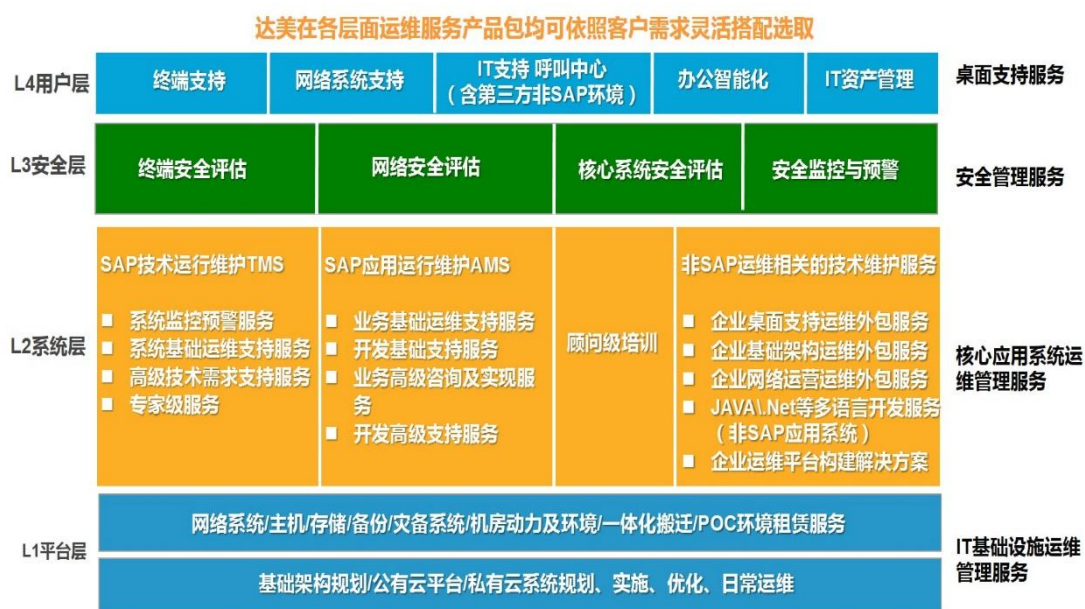 达美在各层面运维服务产品包均可依照客户需求灵活搭配选取
L4用户层
终端支持
网络系统支持
IT支持 呼叫中心
（含第三方非SAP环境）
办公智能化
IT资产管理
桌面支持服务
L3安全层
终端安全评估
网络安全评估
核心系统安全评估
安全监控与预警
安全管理服务
L2系统层
SAP技术运行维护TMS
■ 系统监控预警服务
■ 系统基础运维支持服务
■ 高级技术需求支持服务
■ 专家级服务
SAP应用运行维护AMS
■ 业务基础运维支持服务
■ 开发基础支持服务
■ 业务高级咨询及实现服
务
■ 开发高级支持服务
顾问级培训
非SAP运维相关的技术维护服务
■ 企业桌面支持运维外包服务
■ 企业基础架构运维外包服务
■ 企业网络运营运维外包服务
■ JAVA\.Net等多语言开发服务
（非SAP应用系统）
■ 企业运维平台构建解决方案
核心应用系统运
维管理服务
L1平台层
网络系统/主机/存储/备份/灾备系统/机房动力及环境/一体化搬迁/POC环境租赁服务
基础架构规划/公有云平台/私有云系统规划、实施、优化、日常运维
IT基础设施运维
管理服务